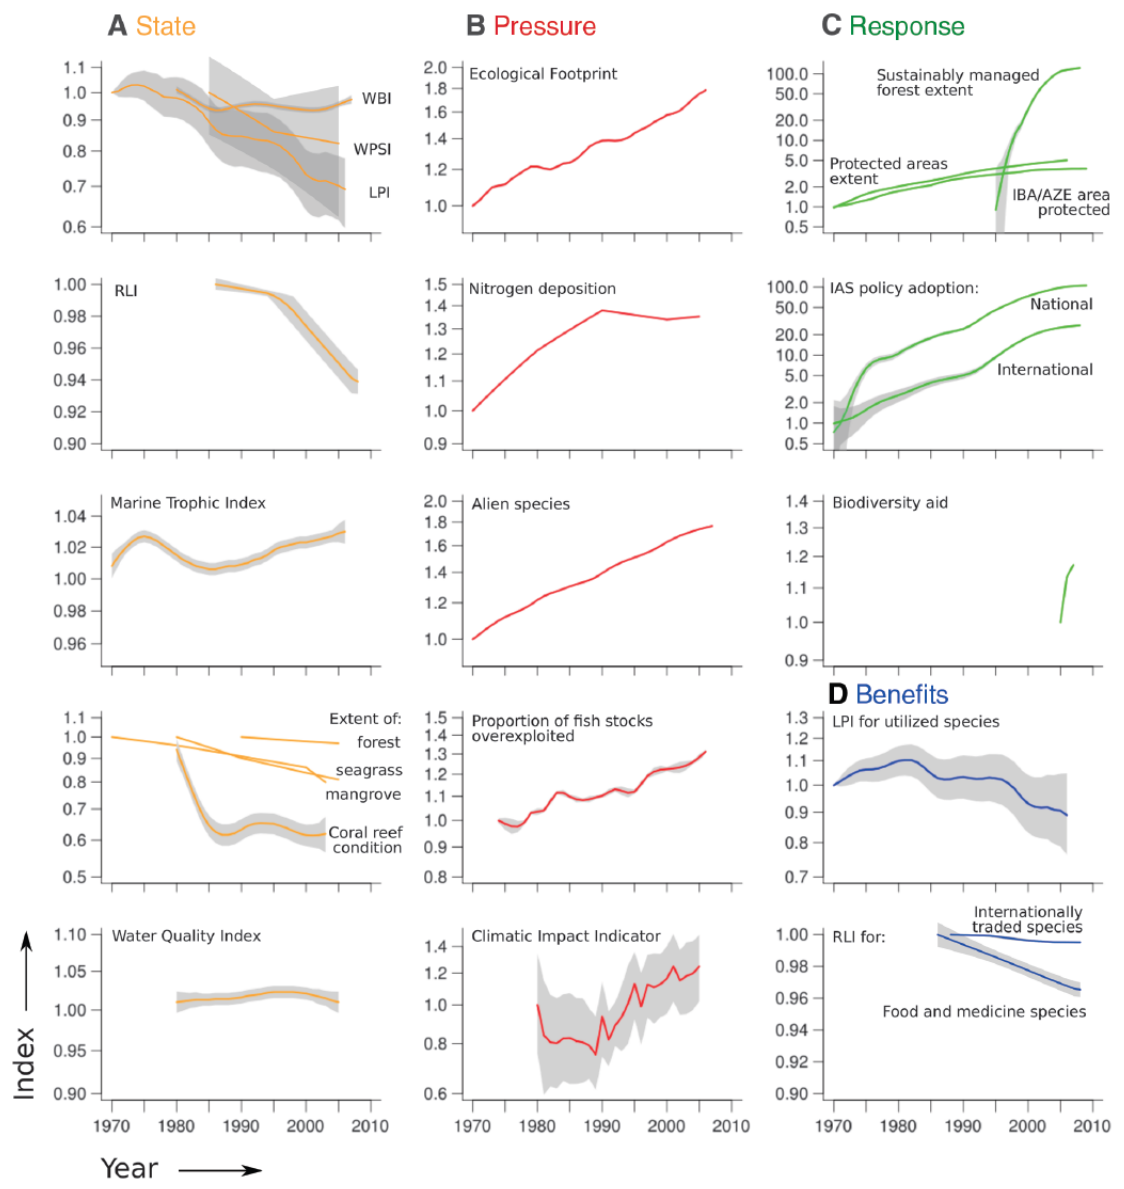 A State
1.1
1.0
0.9
0.8
0.7
0.6
WBI
WPSI
LPI
B Pressure
2.0
1.8
1.6
1.4
1.2
1.0
Ecological Footprint
C Response
100.0
50.0
20.0
10.0
5.0
2.0
1.0
0.5
Sustainably managed
forest extent
Protected areas
extent
IBA/AZE area
protected
1.00
0.98
0.96
0.94
0.92
0.90
RLI
1.5
1.4
1.3
1.2
1.1
1.0
0.9
Nitrogen deposition
100.0
50.0
20.0
10.0
5.0
2.0
1.0
0.5
IAS policy adoption:
National
International
1.04
1.02
1.00
0.98
0.96
Marine Trophic Index
2.0
1.8
1.6
1.4
1.2
1.0
Alien species
1.4
1.3
1.2
1.1
1.0
0.9
Biodiversity aid
1.1
1.0
0.9
0.8
0.7
0.6
0.5
Extent of:
forest
seagrass
mangrove
Coral reef
condition
1.5
1.4
1.3
1.2
1.1
1.0
0.9
0.8
Proportion of fish stocks
overexploited
D Benefits
1.3
1.2
1.1
1.0
0.9
0.8
0.7
LPI for utilized species
1.10
1.05
1.00
0.95
0.90
Water Quality Index
1970
1980
1990
2000
2010
1.4
1.2
1.0
0.8
0.6
Climatic Impact Indicator
1970
1980
1990
2000
2010
1.00
0.98
0.96
0.94
0.92
0.90
RLI for:
Internationally
traded species
Food and medicine species
1970
1980
1990
2000
2010
Index
Year